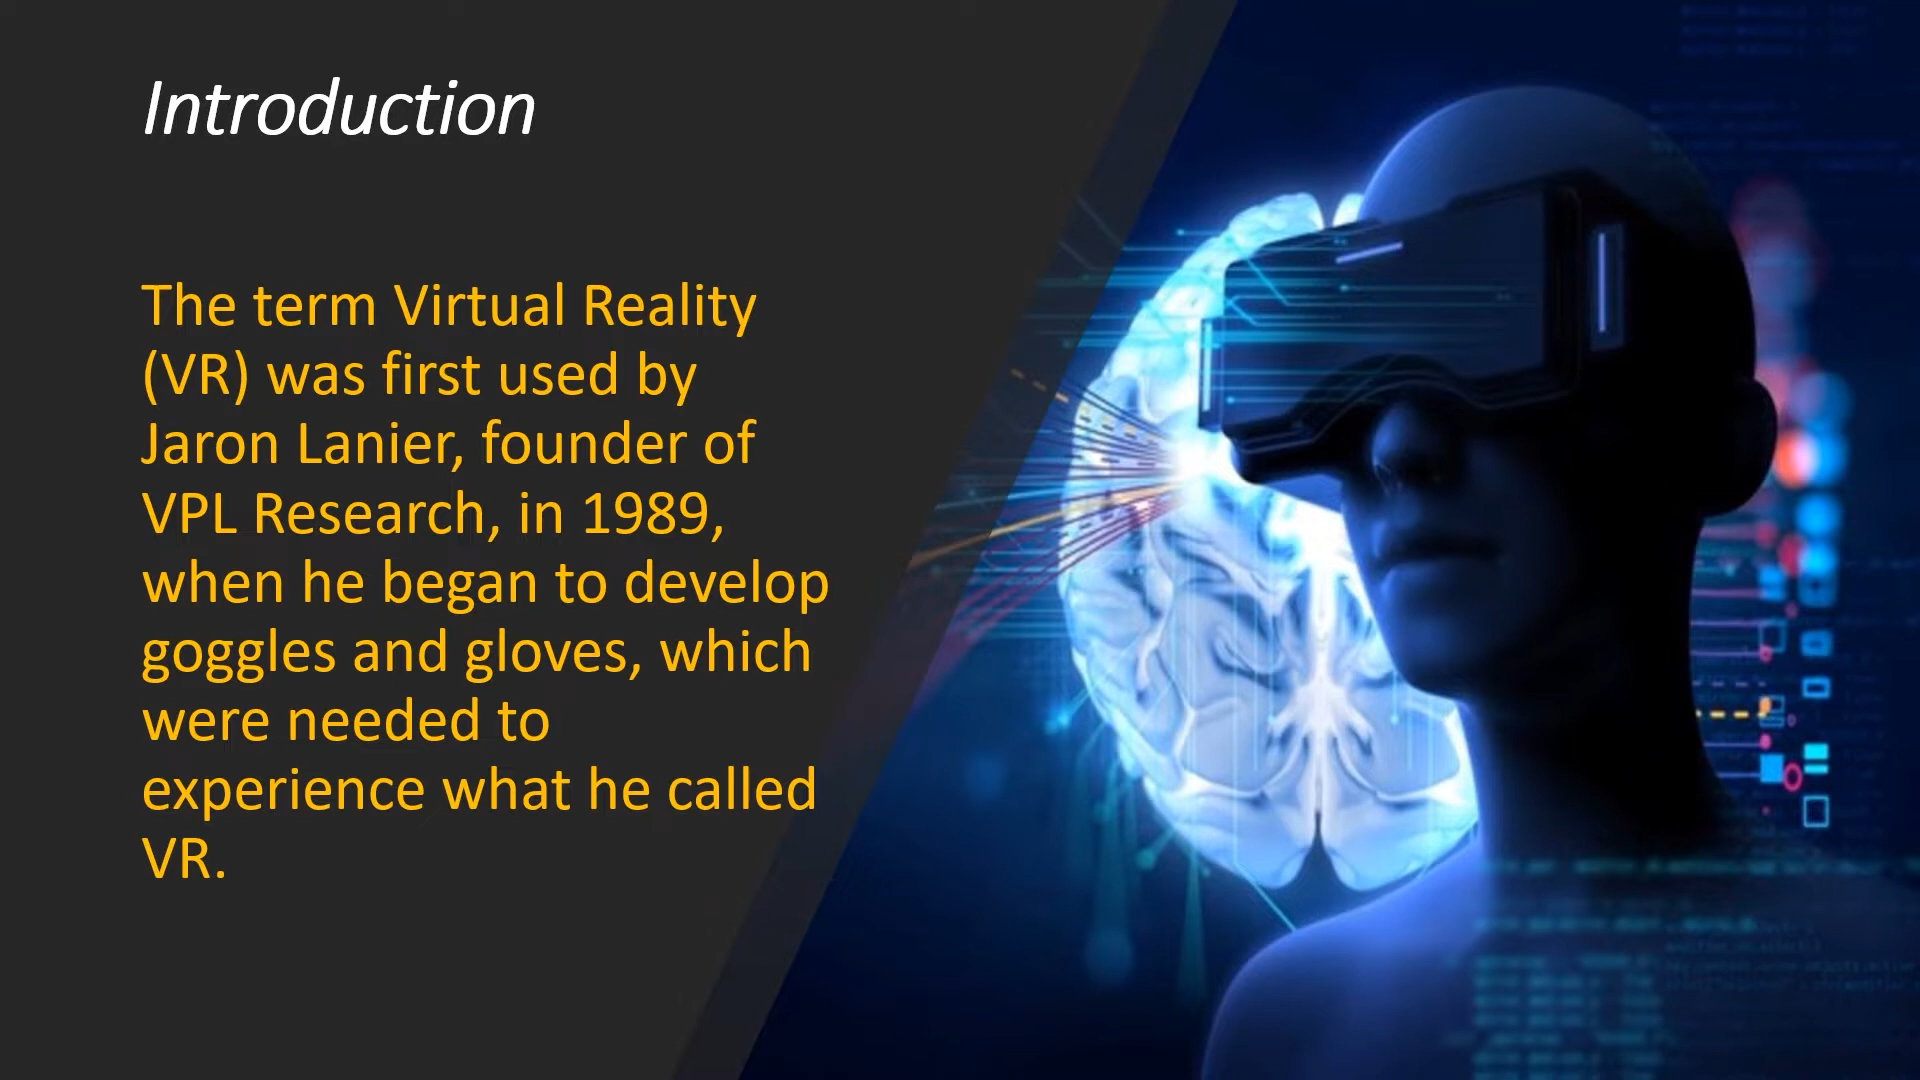 Introduction
The term Virtual Reality
(VR) was first used by
Jaron Lanier, founder of
VPL Research, in 1989,
when he began to develop
goggles and gloves, which
were needed to
experience what he called
VR.